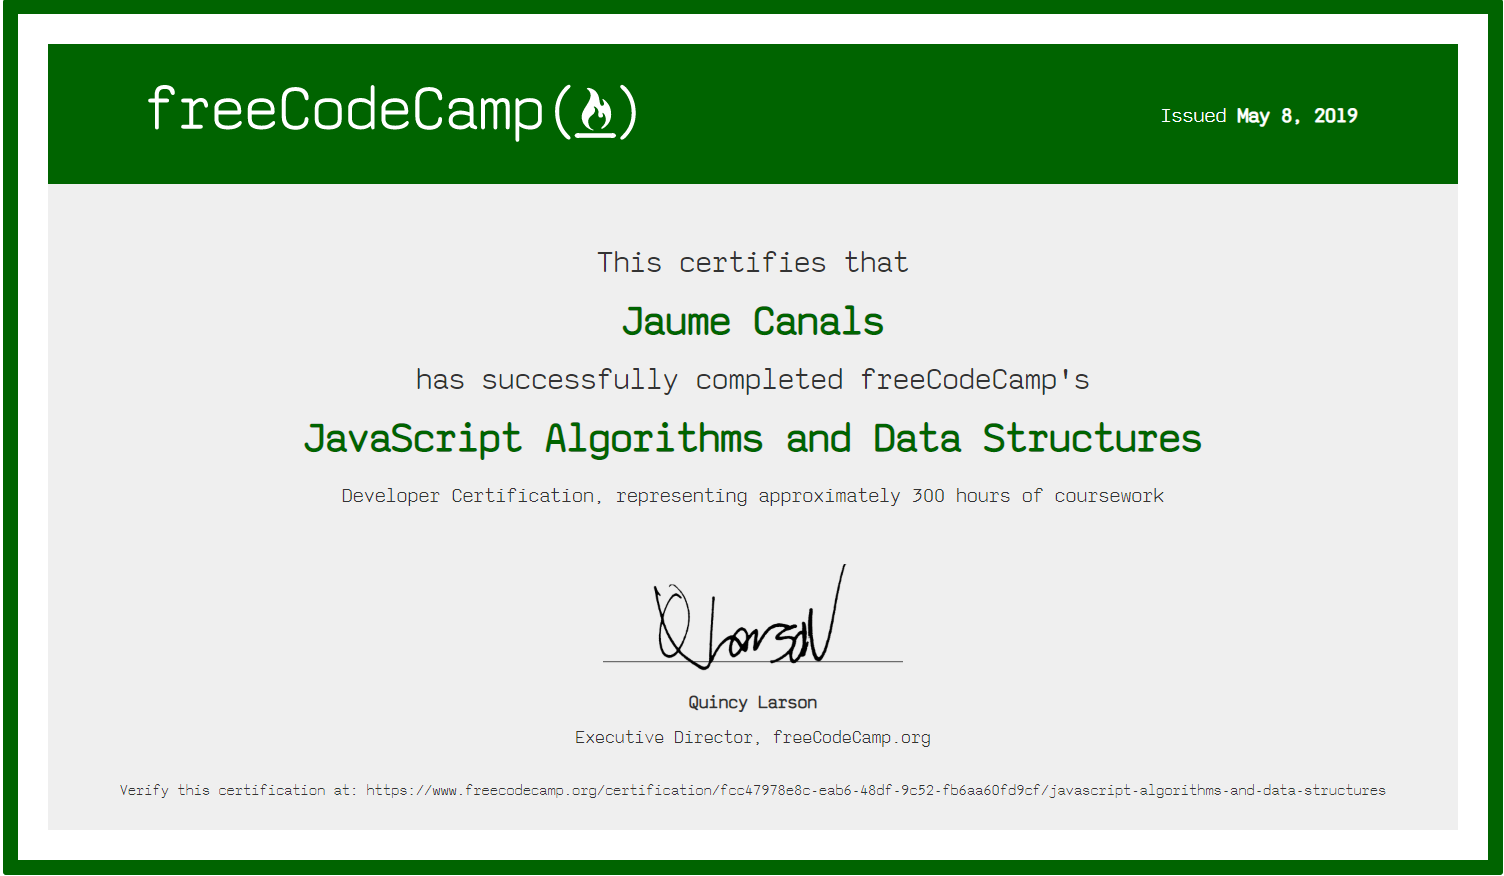 freeCodeCamp
Issued May 8, 2019
This certifies that
Jaume Canals
has successfully completed freeCodeCamp's
JavaScript Algorithms and Data Structures
Developer Certification, representing approximately 300 hours of coursework
Q Larson
Quincy Larson
Executive Director, freeCodeCamp.org
Verify this certification at: https://www.freecodecamp.org/certification/fcc47978e8c-eab6-48df-9c52-fb6aa60fd9cf/javascript-algorithms-and-data-structures